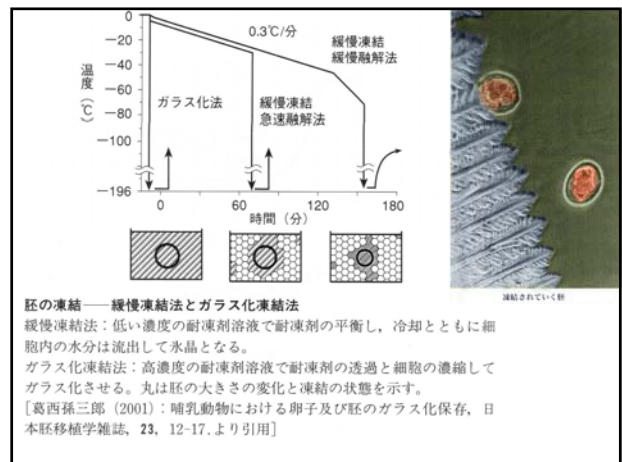 0
−20
−40
−60
−80
−100
−196
温度(℃)
0.3℃/分
緩慢凍結
緩慢融解法
ガラス化法
緩慢凍結
急速融解法
0
60
120
180
時間(分)
凍結されていく胚
胚の凍結——緩慢凍結法とガラス化凍結法
緩慢凍結法:低い濃度の耐凍剤溶液で耐凍剤の平衡し,冷却とともに細
胞内の水分は流出して氷晶となる。
ガラス化凍結法:高濃度の耐凍剤溶液で耐凍剤の透過と細胞の濃縮して
ガラス化させる。丸は胚の大きさの変化と凍結の状態を示す。
[葛西孫三郎(2001):哺乳動物における卵子及び胚のガラス化保存,日
本胚移植学雑誌,23,12-17.より引用]